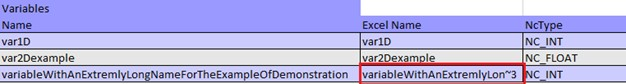 Variables
Name Excel Name NcType
var1D var1D NC_INT
var2Dexample var2Dexample NC_FLOAT
variableWithAnExtremlyLongNameForTheExampleOfDemonstration variableWithAnExtremlyLon~3 NC_INT